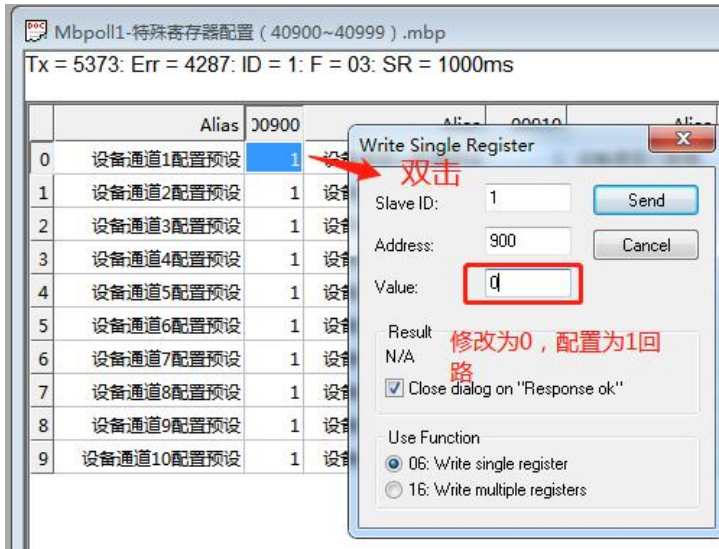 Mbpoll1-特殊寄存器配置（40900~40999）.mbp
Tx = 5373: Err = 4287: ID = 1: F = 03: SR = 1000ms
Alias 00900 Alias 00910 Alias
0 设备通道1配置预设 1
1 设备通道2配置预设 1
2 设备通道3配置预设 1
3 设备通道4配置预设 1
4 设备通道5配置预设 1
5 设备通道6配置预设 1
6 设备通道7配置预设 1
7 设备通道8配置预设 1
8 设备通道9配置预设 1
9 设备通道10配置预设 1
Write Single Register
双击
Slave ID: 1 Send
Address: 900 Cancel
Value: 0
Result
N/A
修改为0，配置为1回
路
Close dialog on "Response ok"
Use Function
06: Write single register
16: Write multiple registers